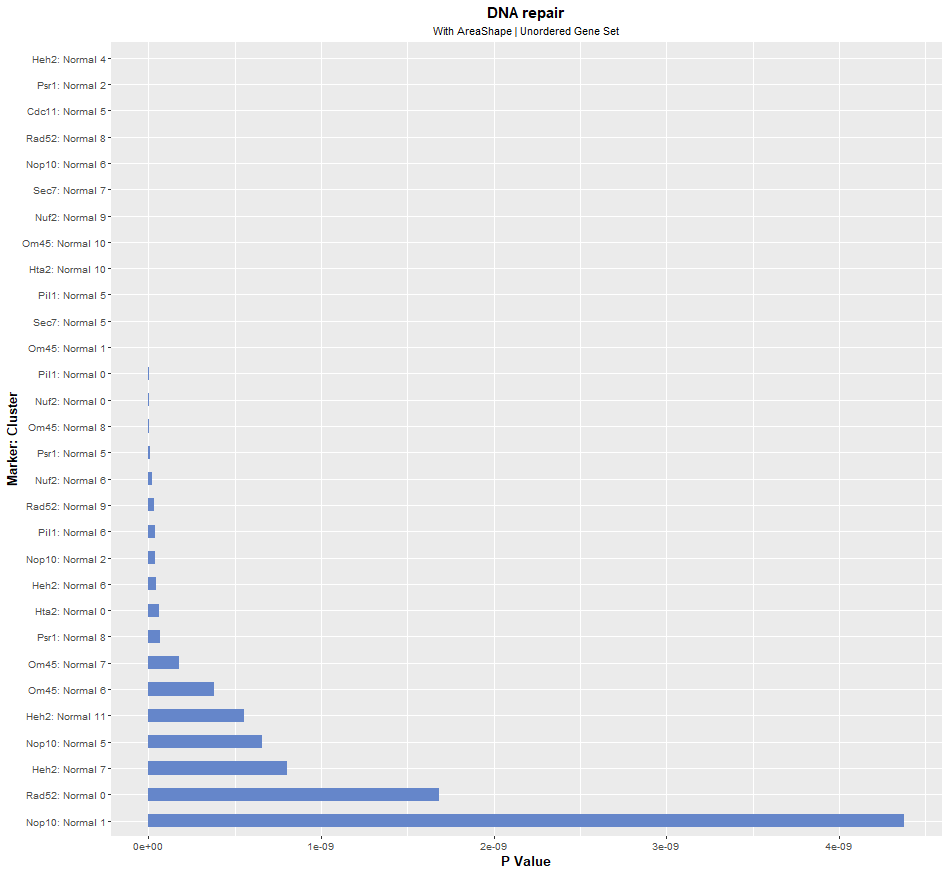 DNA repair
With AreaShape | Unordered Gene Set
Heh2: Normal 4
Psr1: Normal 2
Cdc11: Normal 5
Rad52: Normal 8
Nop10: Normal 6
Sec7: Normal 7
Nuf2: Normal 9
Om45: Normal 10
Hta2: Normal 10
Pil1: Normal 5
Sec7: Normal 5
Om45: Normal 1
Pil1: Normal 0
Nuf2: Normal 0
Om45: Normal 8
Psr1: Normal 5
Nuf2: Normal 6
Rad52: Normal 9
Pil1: Normal 6
Nop10: Normal 2
Heh2: Normal 6
Hta2: Normal 0
Psr1: Normal 8
Om45: Normal 7
Om45: Normal 6
Heh2: Normal 11
Nop10: Normal 5
Heh2: Normal 7
Rad52: Normal 0
Nop10: Normal 1
Marker: Cluster
0e+00 1e-09 2e-09 3e-09 4e-09
P Value